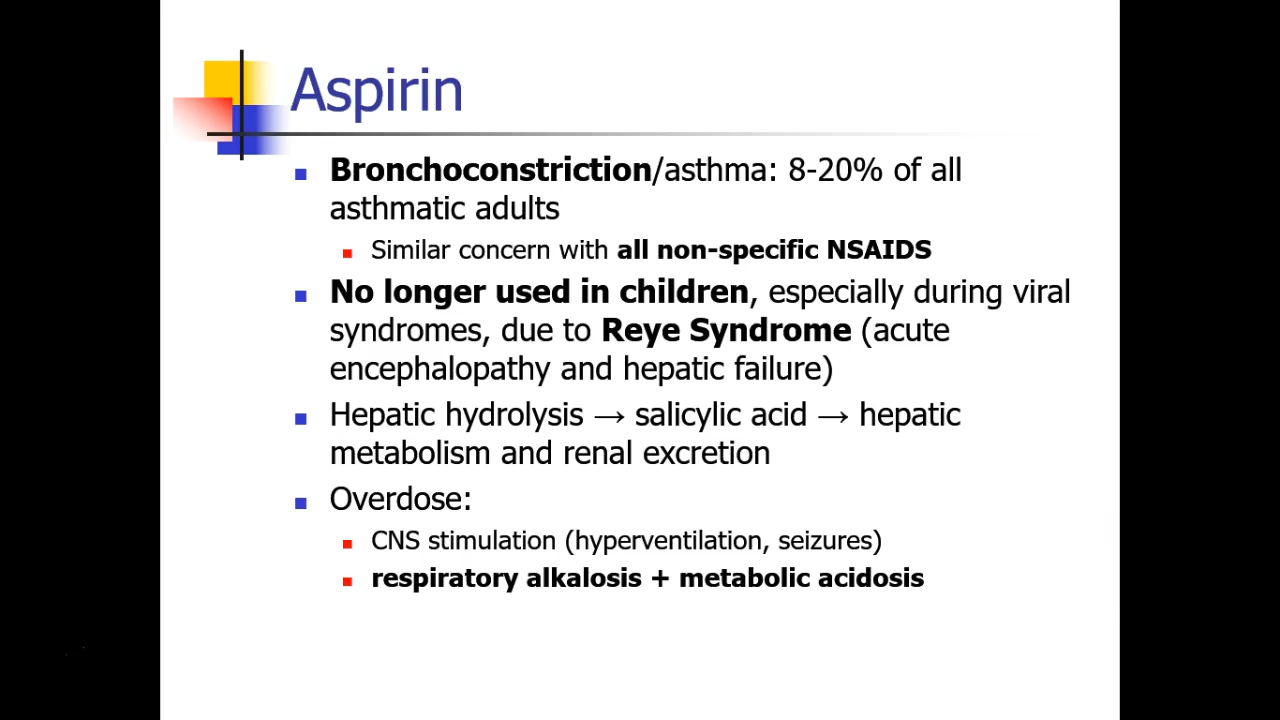 Aspirin
Bronchoconstriction/asthma: 8-20% of all
asthmatic adults
Similar concern with all non-specific NSAIDS
No longer used in children, especially during viral
syndromes, due to Reye Syndrome (acute
encephalopathy and hepatic failure)
Hepatic hydrolysis → salicylic acid → hepatic
metabolism and renal excretion
Overdose:
CNS stimulation (hyperventilation, seizures)
respiratory alkalosis + metabolic acidosis